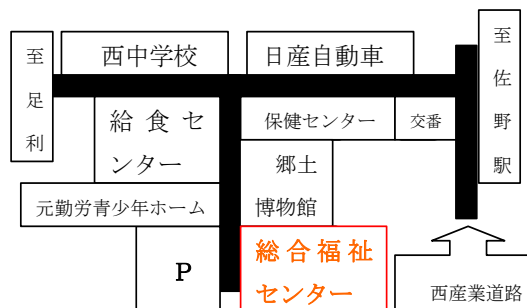 至足利
西中学校
日産自動車
至佐野駅
給食センター
保健センター
交番
郷土
博物館
元勤労青少年ホーム
P
総合福祉
センター
西産業道路